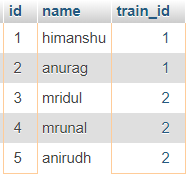 id name train_id
1 himanshu 1
2 anurag 1
3 mridul 2
4 mrunal 2
5 anirudh 2